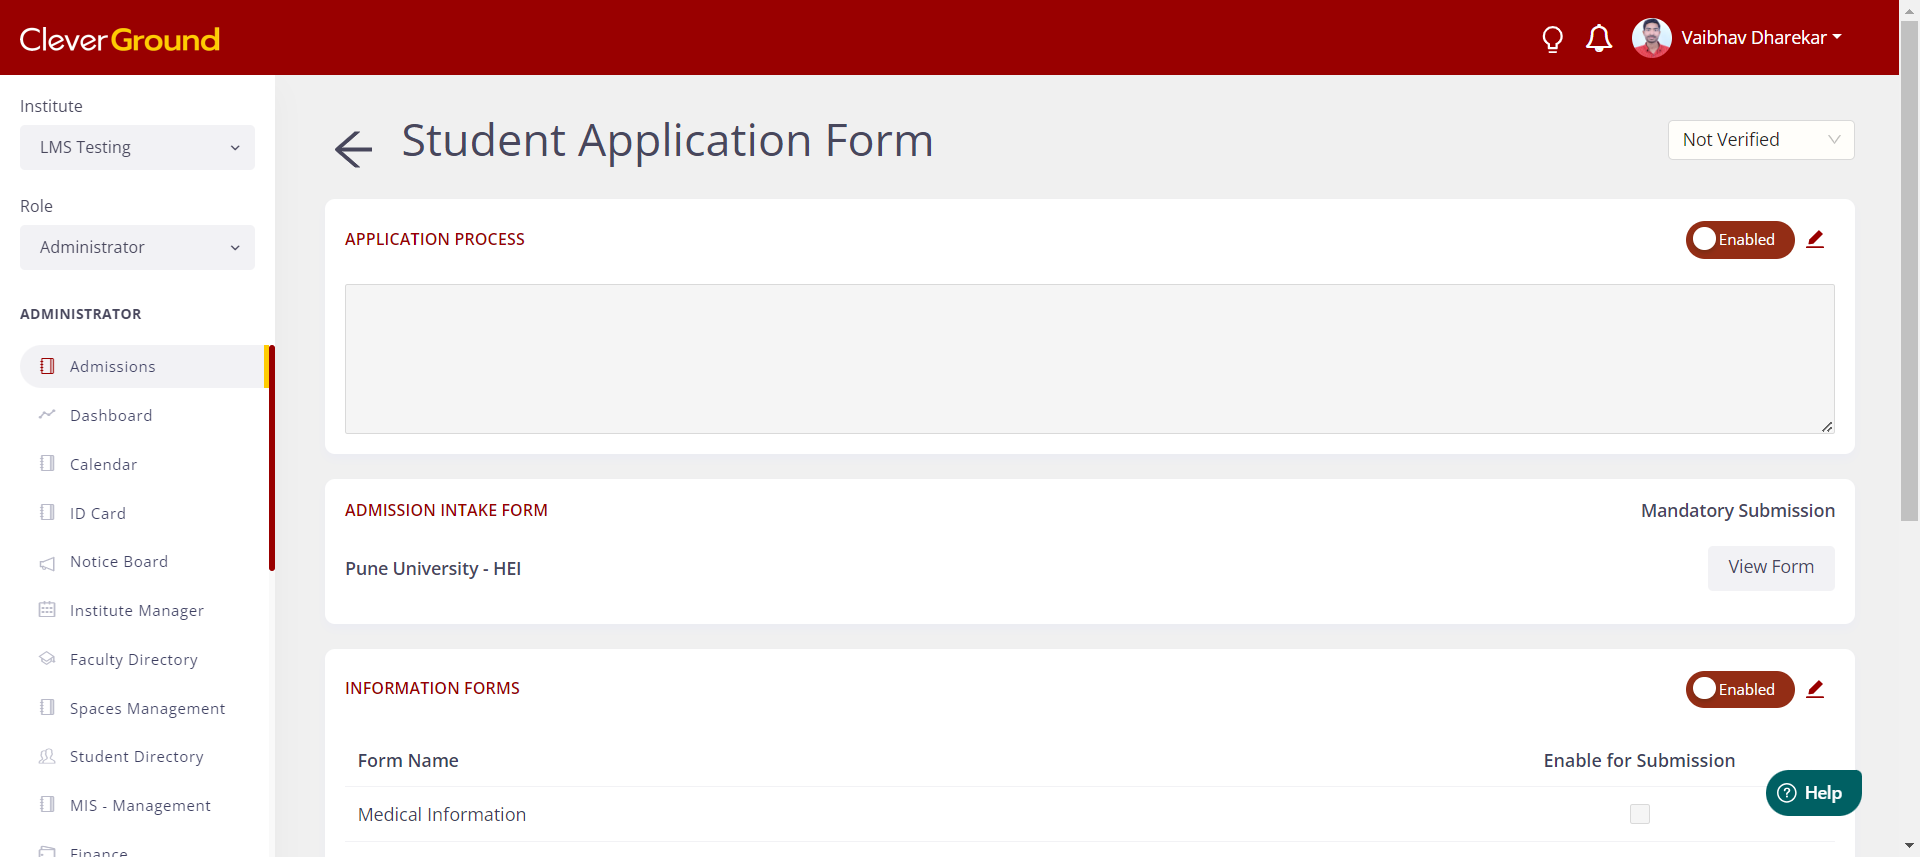 CleverGround
Vaibhav Dharekar
Institute
LMS Testing
Role
Administrator
ADMINISTRATOR
Admissions
Dashboard
Calendar
ID Card
Notice Board
Institute Manager
Faculty Directory
Spaces Management
Student Directory
MIS - Management
Finance
Student Application Form
Not Verified
APPLICATION PROCESS
Enabled
ADMISSION INTAKE FORM
Mandatory Submission
Pune University - HEI
View Form
INFORMATION FORMS
Enabled
Form Name
Enable for Submission
Medical Information
Help